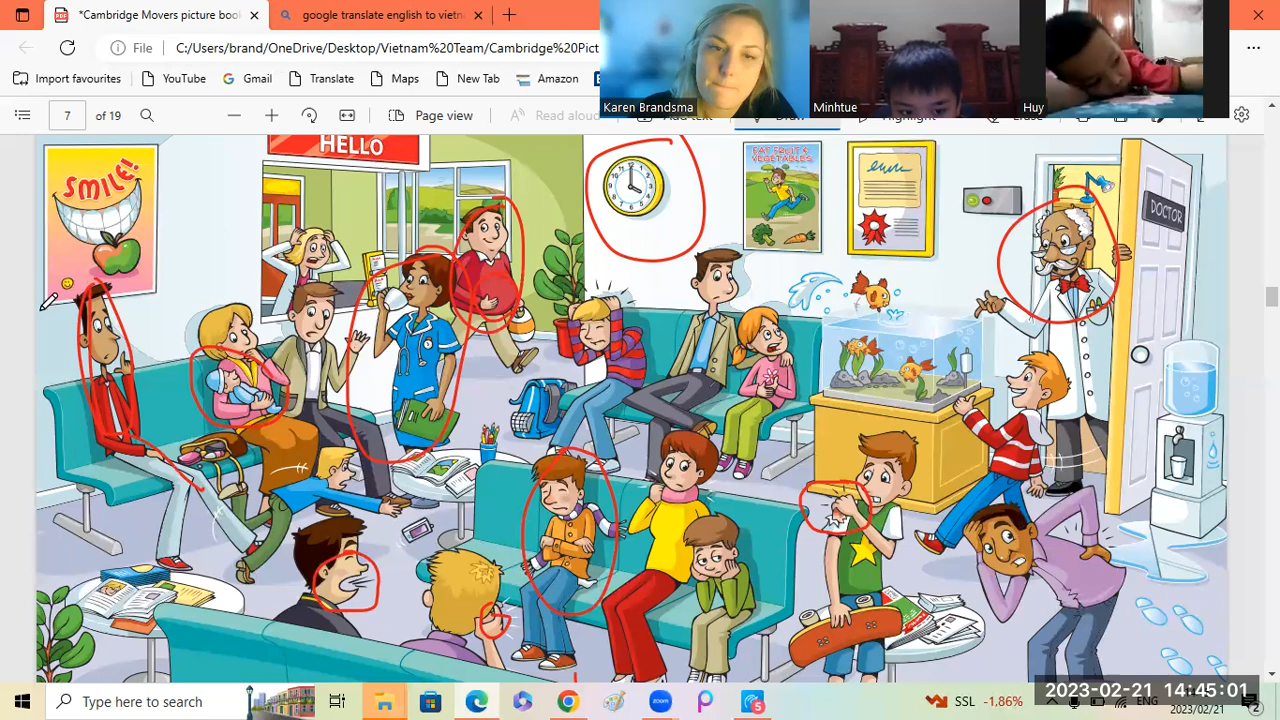 *Cambridge Movers picture book
google translate english to vietn
File
C:/Users/brand/OneDrive/Desktop/Vietnam%20Team/Cambridge%20Pict
Import favourites
YouTube
Gmail
Translate
Maps
New Tab
Amazon
Karen Brandsma
Minhtue
Huy
7 of 19
Page view
Read aloud
HELLO
SMILE!
EAT FRUIT &
VEGETABLES
DOCTOR
Type here to search
SSL -1,86%
ENG
2023-02-21 14:45:01
2023/02/21